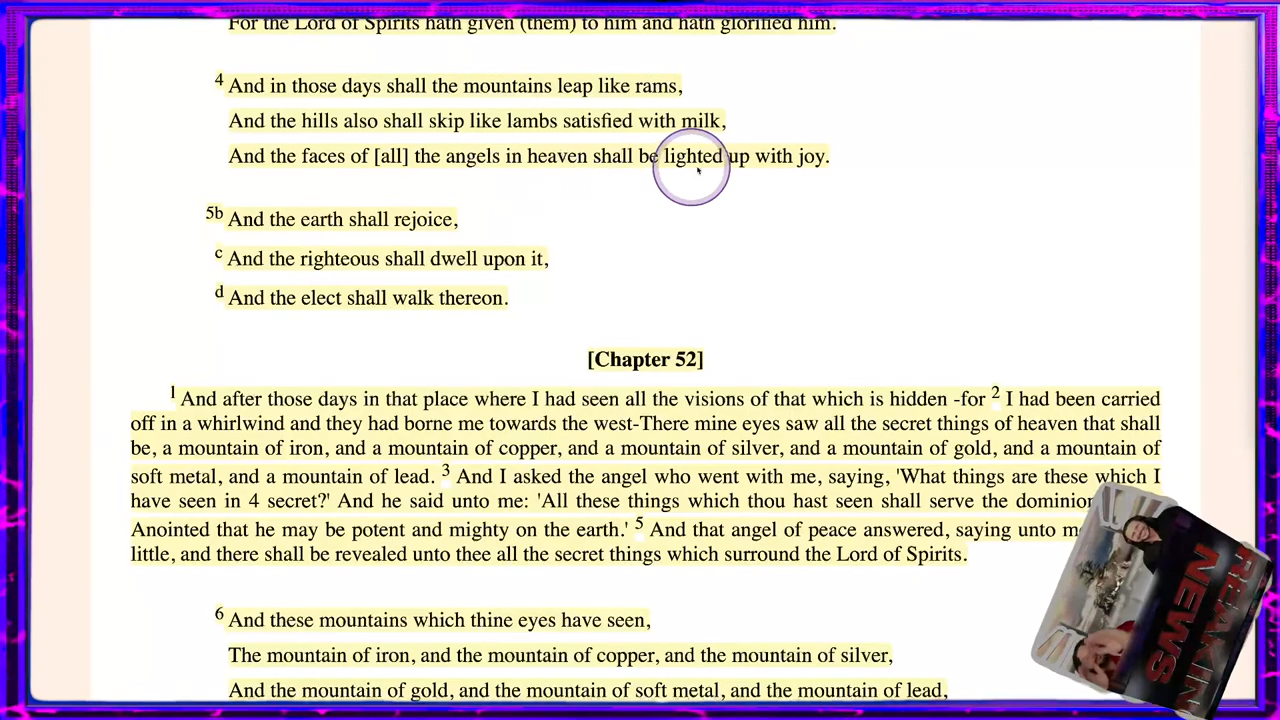 For the Lord of Spirits hath given (them) to him and hath glorified him.
4 And in those days shall the mountains leap like rams,
And the hills also shall skip like lambs satisfied with milk,
And the faces of [all] the angels in heaven shall be lighted up with joy.
5b And the earth shall rejoice,
c And the righteous shall dwell upon it,
d And the elect shall walk thereon.
[Chapter 52]
1 And after those days in that place where I had seen all the visions of that which is hidden -for 2 I had been carried
off in a whirlwind and they had borne me towards the west-There mine eyes saw all the secret things of heaven that shall
be, a mountain of iron, and a mountain of copper, and a mountain of silver, and a mountain of gold, and a mountain of
soft metal, and a mountain of lead. 3 And I asked the angel who went with me, saying, 'What things are these which I
have seen in 4 secret?' And he said unto me: 'All these things which thou hast seen shall serve the
Anointed that he may be potent and mighty on the earth.' 5 And that angel of peace answered, saying unto
little, and there shall be revealed unto thee all the secret things which surround the Lord of Spirits.
6 And these mountains which thine eyes have seen,
The mountain of iron, and the mountain of copper, and the mountain of silver,
And the mountain of gold, and the mountain of soft metal, and the mountain of lead,
NEWS